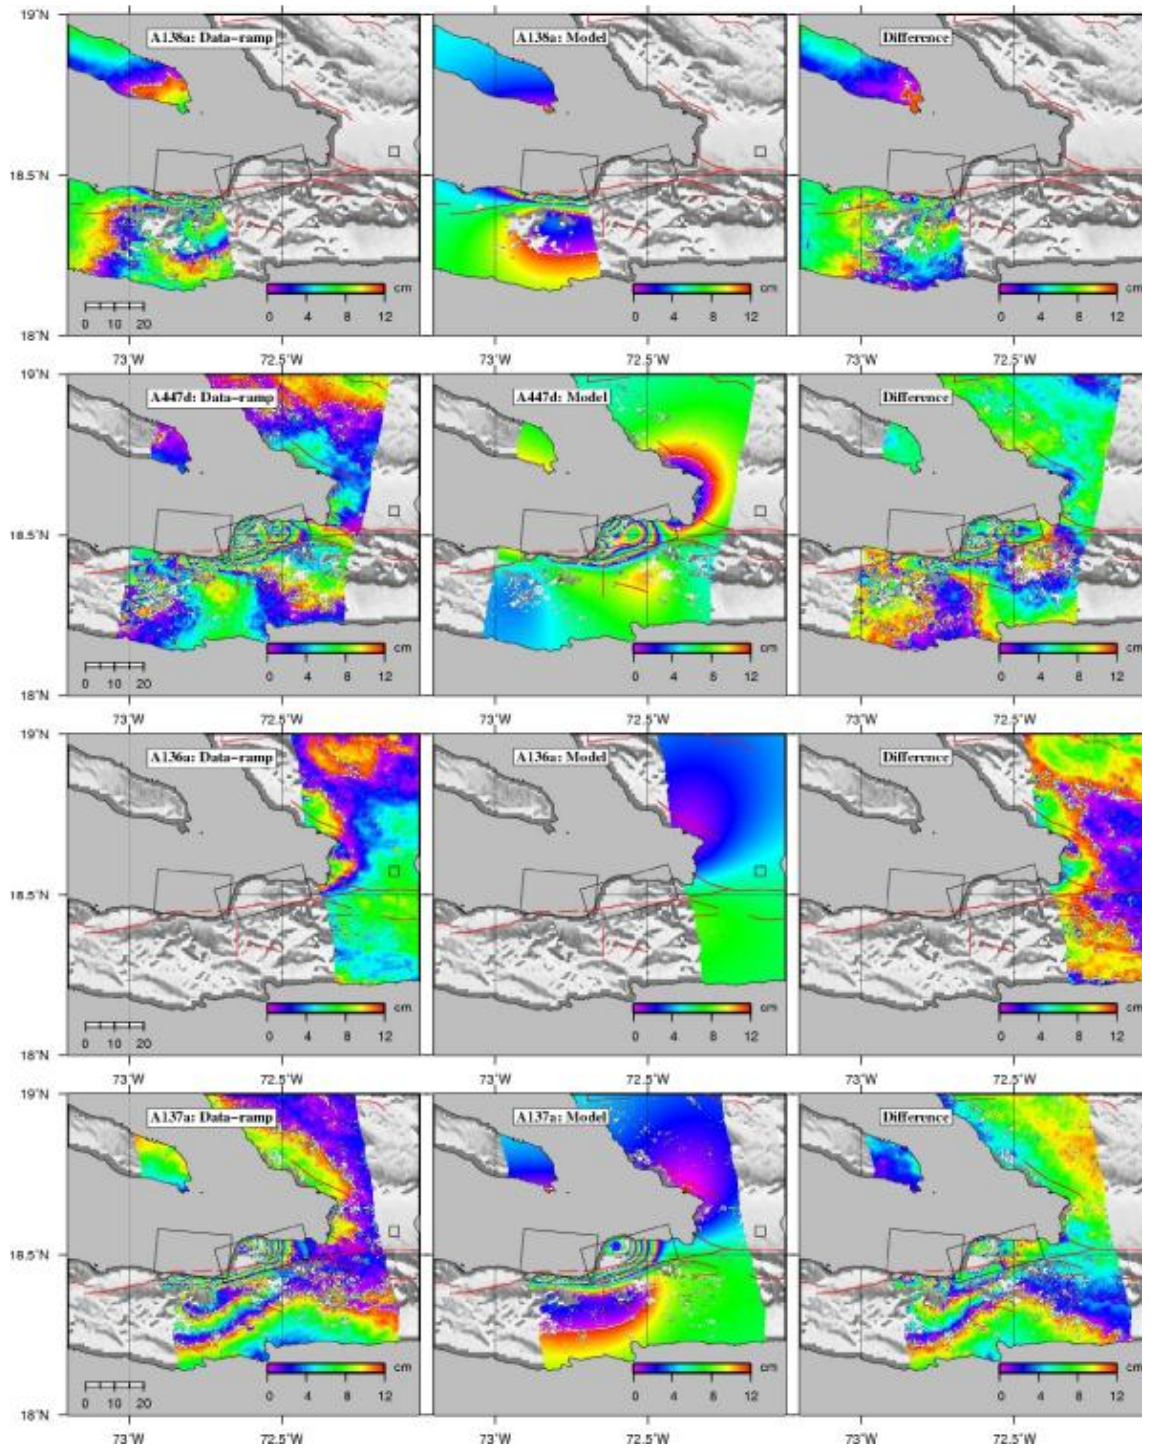 19°N
A138a: Data-ramp
A138a: Model
Difference
18.5°N
cm
cm
cm
0 10 20
0 4 8 12
0 4 8 12
0 4 8 12
18°N
73°W 72.5°W
73°W 72.5°W
73°W 72.5°W
19°N
A447d: Data-ramp
A447d: Model
Difference
18.5°N
cm
cm
cm
0 10 20
0 4 8 12
0 4 8 12
0 4 8 12
18°N
73°W 72.5°W
73°W 72.5°W
73°W 72.5°W
19°N
A136a: Data-ramp
A136a: Model
Difference
18.5°N
cm
cm
cm
0 10 20
0 4 8 12
0 4 8 12
0 4 8 12
18°N
73°W 72.5°W
73°W 72.5°W
73°W 72.5°W
19°N
A137a: Data-ramp
A137a: Model
Difference
18.5°N
cm
cm
cm
0 10 20
0 4 8 12
0 4 8 12
0 4 8 12
18°N
73°W 72.5°W
73°W 72.5°W
73°W 72.5°W